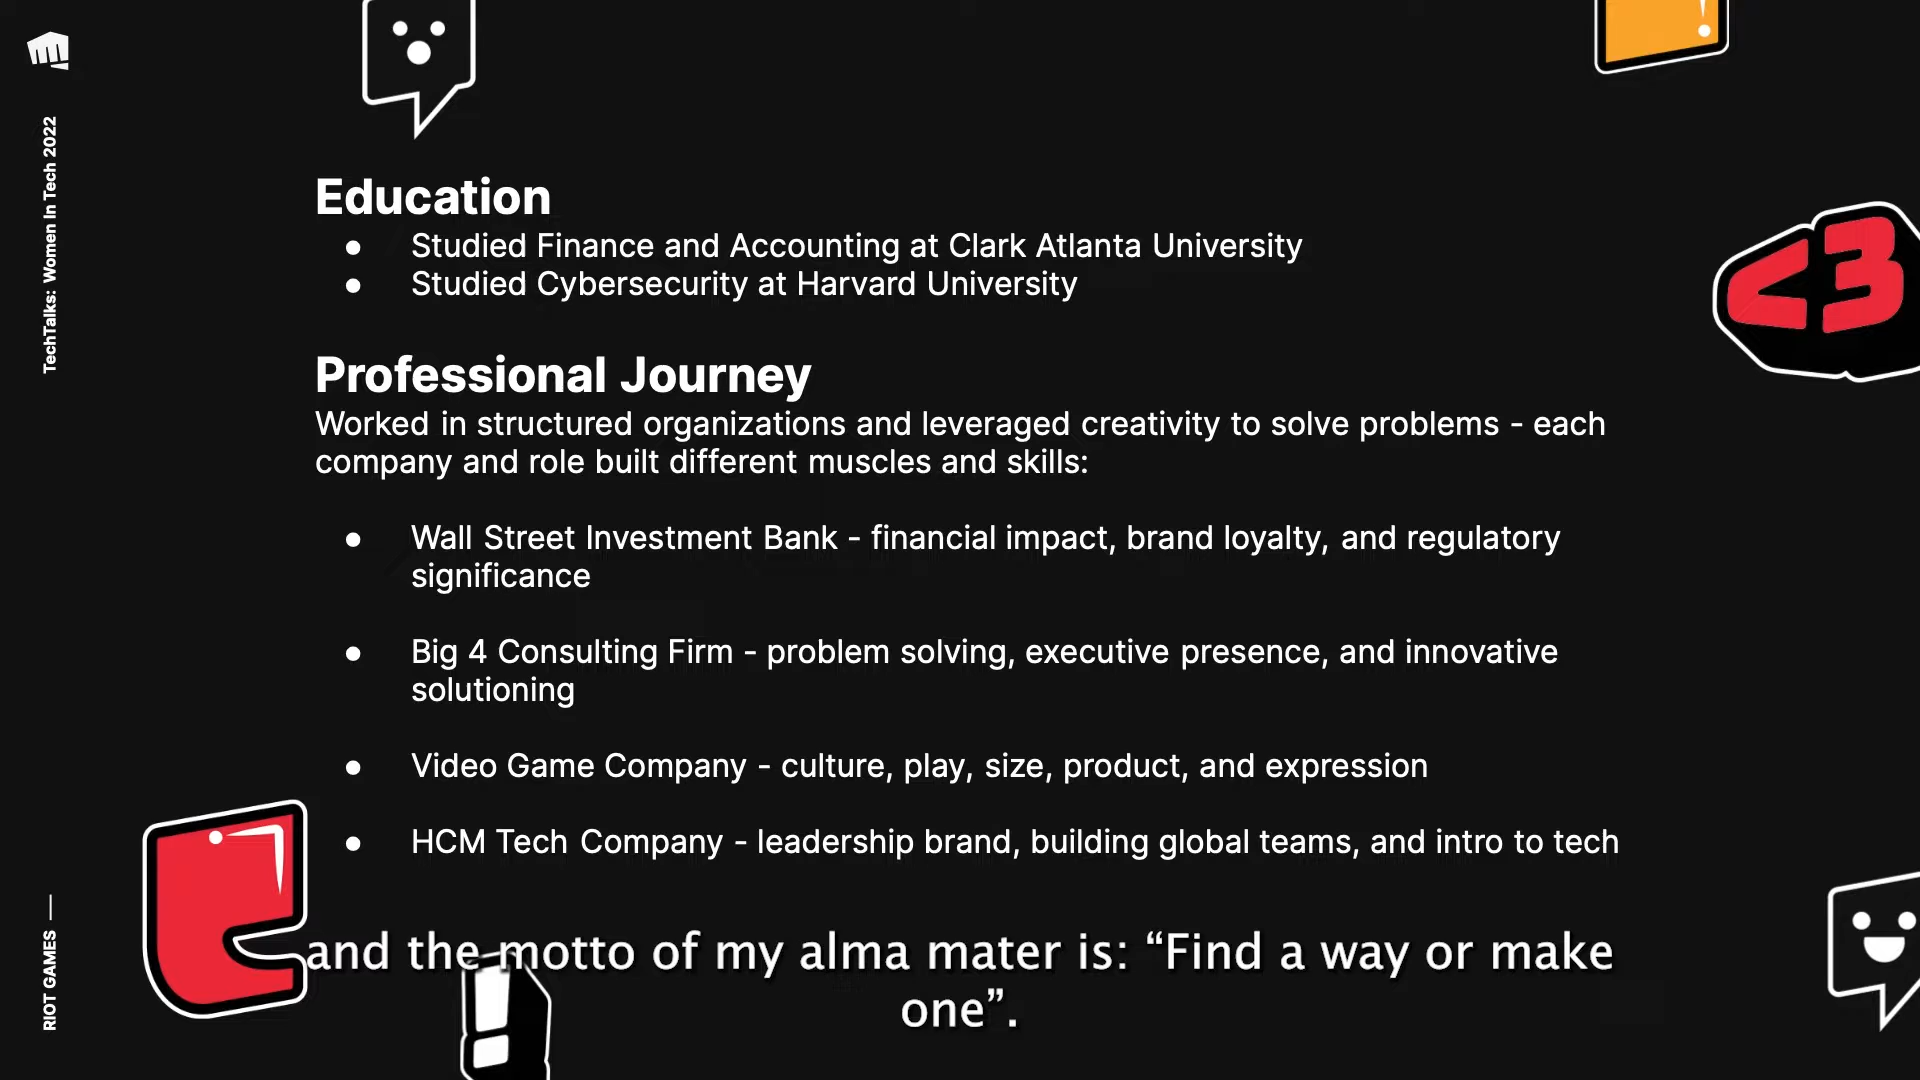 TechTalks: Women In Tech 2022
Education
● Studied Finance and Accounting at Clark Atlanta University
● Studied Cybersecurity at Harvard University
<3
Professional Journey
Worked in structured organizations and leveraged creativity to solve problems - each
company and role built different muscles and skills:
● Wall Street Investment Bank - financial impact, brand loyalty, and regulatory
significance
● Big 4 Consulting Firm - problem solving, executive presence, and innovative
solutioning
● Video Game Company - culture, play, size, product, and expression
● HCM Tech Company - leadership brand, building global teams, and intro to tech
RIOT GAMES —
and the motto of my alma mater is: “Find a way or make
one”.
!